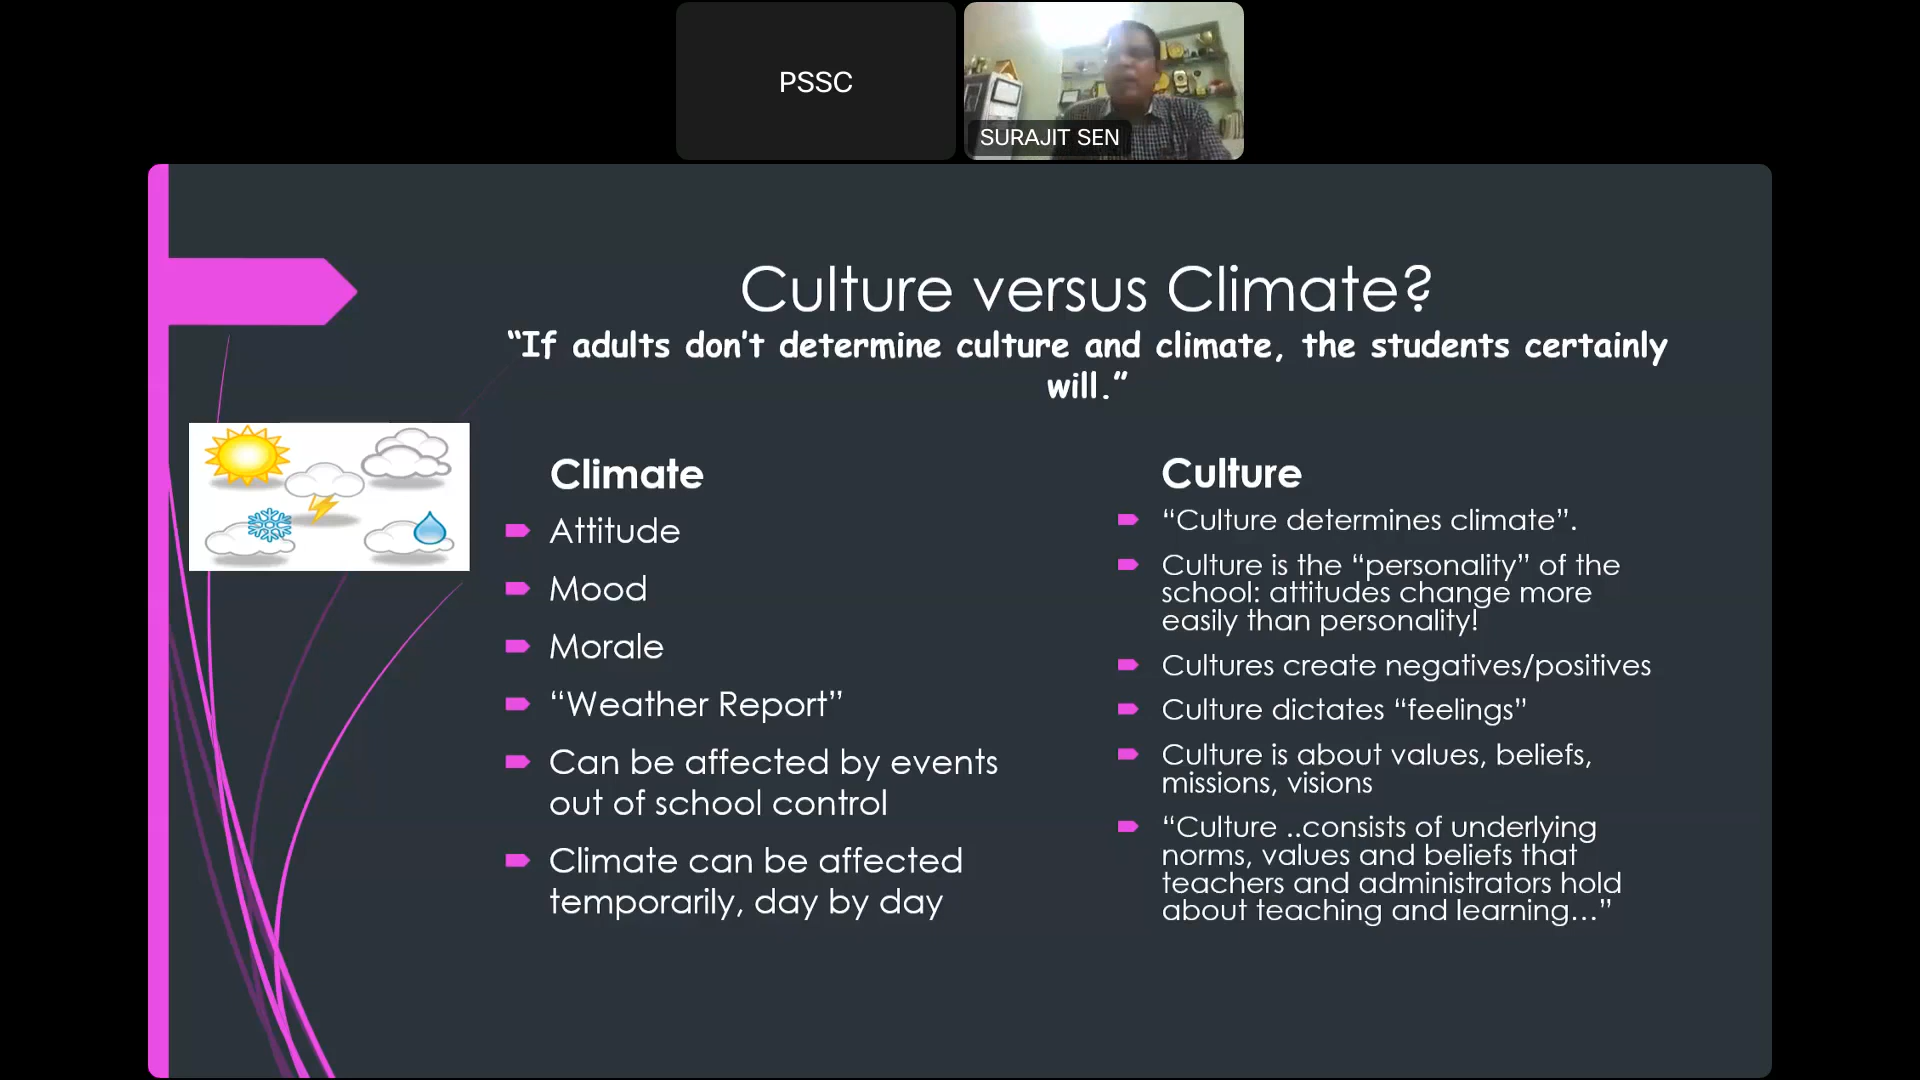 PSSC
SURAJIT SEN
Culture versus Climate?
“If adults don’t determine culture and climate, the students certainly
will.”
Climate
Attitude
Mood
Morale
“Weather Report”
Can be affected by events
out of school control
Climate can be affected
temporarily, day by day
Culture
“Culture determines climate”.
Culture is the “personality” of the
school: attitudes change more
easily than personality!
Cultures create negatives/positives
Culture dictates “feelings”
Culture is about values, beliefs,
missions, visions
“Culture ..consists of underlying
norms, values and beliefs that
teachers and administrators hold
about teaching and learning…”